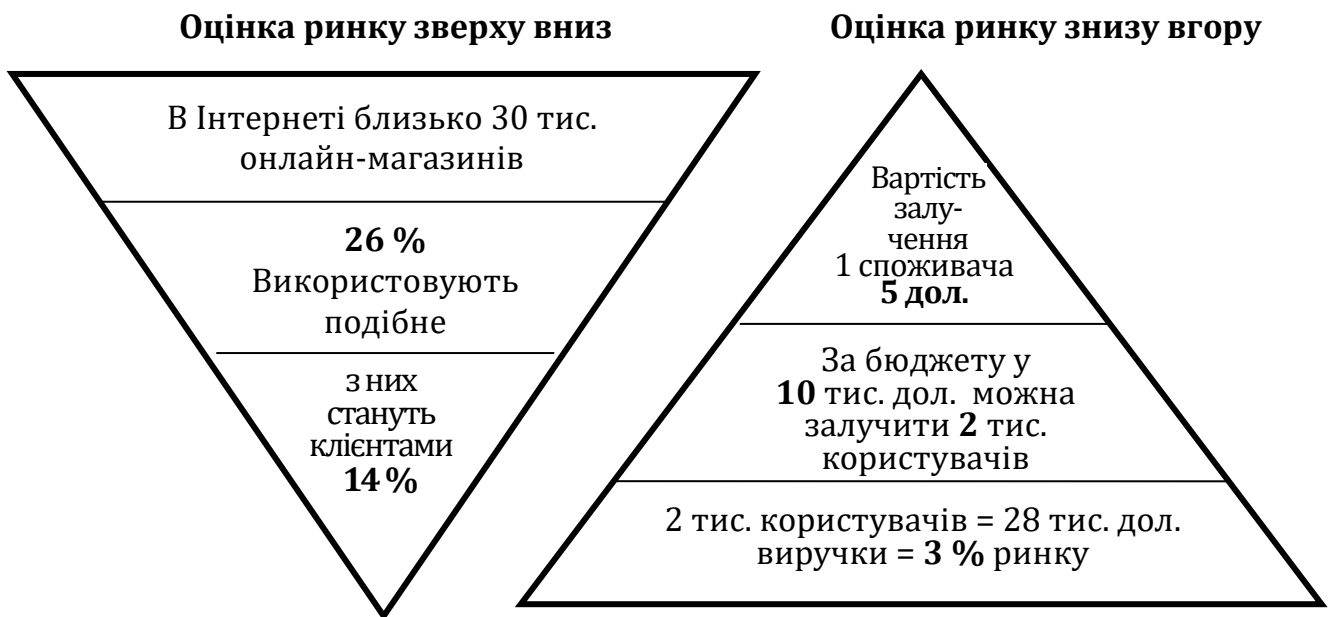 Оцінка ринку зверху вниз
В Інтернеті близько 30 тис.
онлайн-магазинів
26 %
Використовують
подібне
з них
стануть
клієнтами
14 %
Оцінка ринку знизу вгору
Вартість
залу-
чення
1 споживача
5 дол.
За бюджету у
10 тис. дол. можна
залучити 2 тис.
користувачів
2 тис. користувачів = 28 тис. дол.
виручки = 3 % ринку